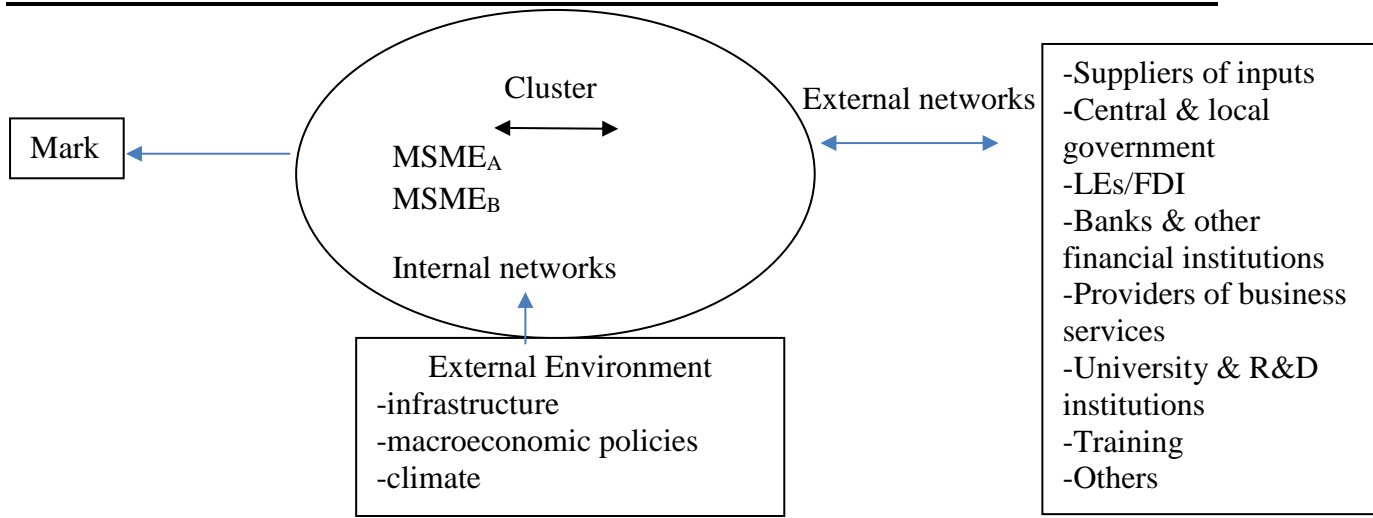 Mark
Cluster
MSMEA
MSMEB
Internal networks
External networks
External Environment
-infrastructure
-macroeconomic policies
-climate
-Suppliers of inputs
-Central & local
government
-LEs/FDI
-Banks & other
financial institutions
-Providers of business
services
-University & R&D
institutions
-Training
-Others